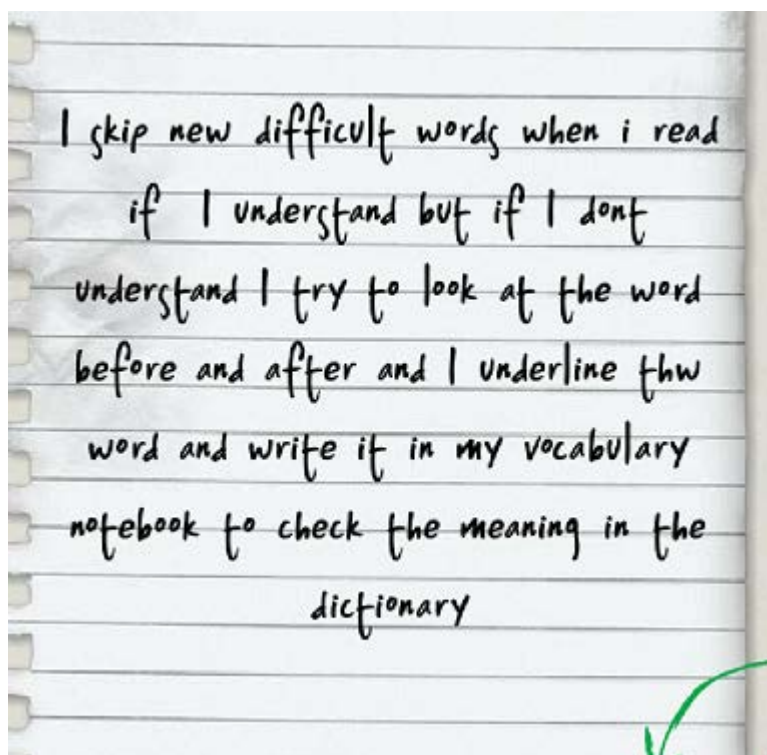 I skip new difficult words when i read
if I understand but if I dont
understand I try to look at the word
before and after and I underline thw
word and write it in my vocabulary
notebook to check the meaning in the
dictionary